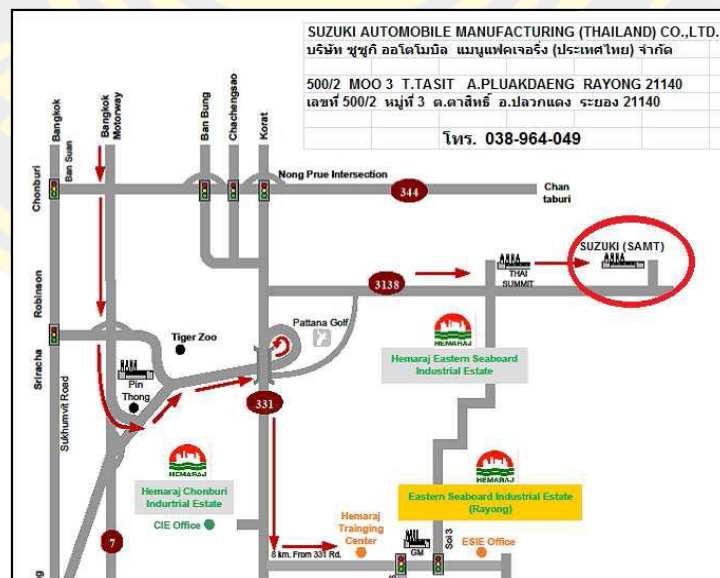 SUZUKI AUTOMOBILE MANUFACTURING (THAILAND) CO.,LTD.
บริษัท ซูซูกิ ออโตโมบิล แมนูแฟคเจอริ่ง (ประเทศไทย) จำกัด
500/2 MOO 3 T.TASIT A.PLUAKDAENG RAYONG 21140
เลขที่ 500/2 หมู่ที่ 3 ต.ตาสิทธิ์ อ.ปลวกแดง ระยอง 21140
โทร. 038-964-049
Bangkok
Bangkok
Motorway
Ban Bung
Chachengsao
Korat
Ban Suan
Chonburi
Nong Prue Intersection
344
Chan
taburi
SUZUKI (SAMT)
THAI
SUMMIT
3138
Robinson
Pattana Golf
Tiger Zoo
HEMARAJ
Hemaraj Eastern Seaboard
Industrial Estate
Sriracha
Pin
Thong
Sukhumvit Road
331
HEMARAJ
Hemaraj Chonburi
Indurtrial Estate
HEMARAJ
Eastern Seaboard Industrial Estate
(Rayong)
CIE Office
Hemaraj
Trainging
Center
7
8 km. From 331 Rd.
GM
Soi 3
ESIE Office